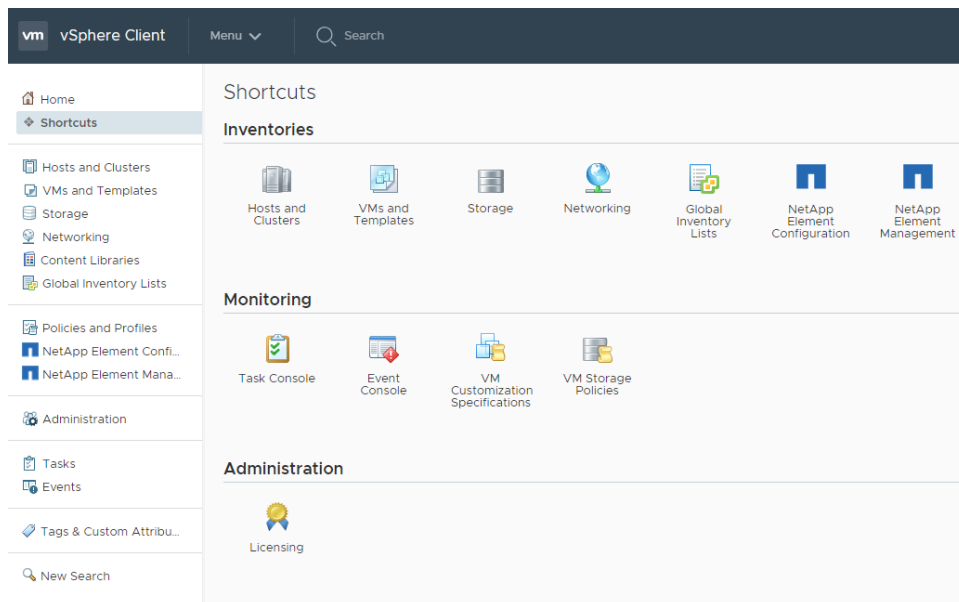 vm vSphere Client Menu Search
Home
Shortcuts
Hosts and Clusters
VMs and Templates
Storage
Networking
Content Libraries
Global Inventory Lists
Policies and Profiles
NetApp Element Confi...
NetApp Element Mana...
Administration
Tasks
Events
Tags & Custom Attribu...
New Search
Shortcuts
Inventories
Hosts and
Clusters
VMs and
Templates
Storage
Networking
Global
Inventory
Lists
NetApp
Element
Configuration
NetApp
Element
Management
Monitoring
Task Console
Event
Console
VM
Customization
Specifications
VM Storage
Policies
Administration
Licensing